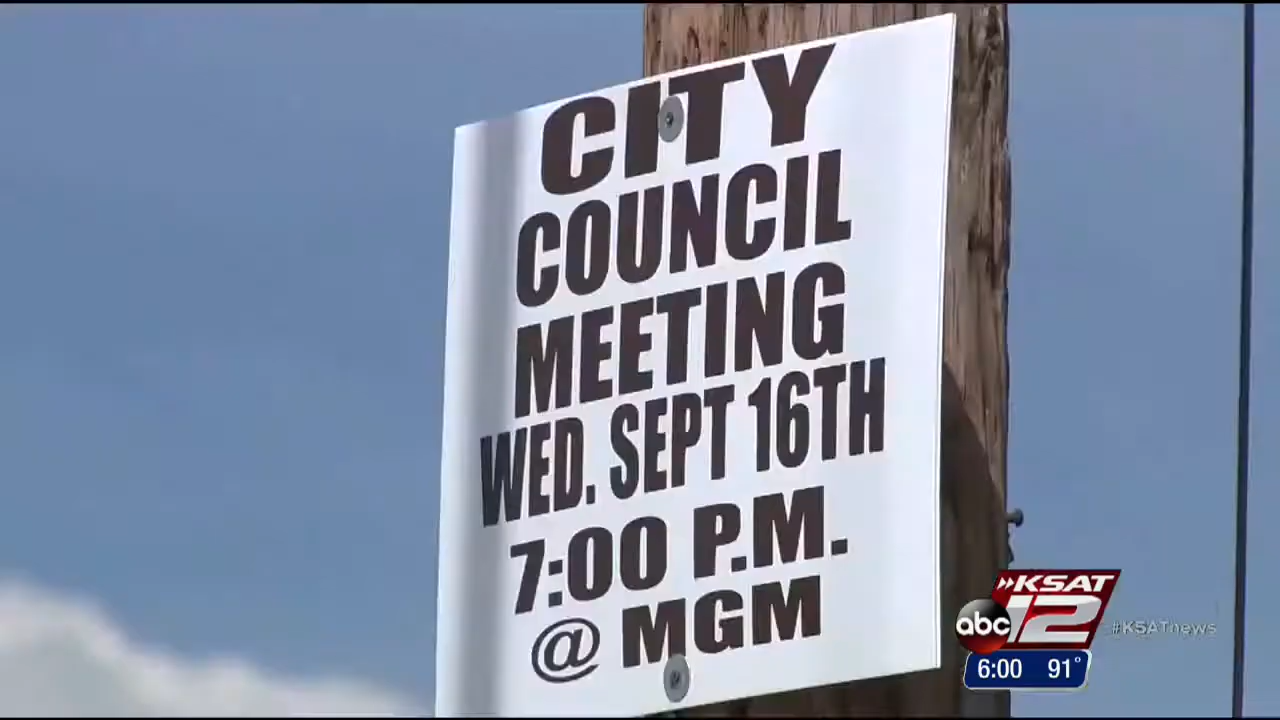 CITY
COUNCIL
MEETING
WED. SEPT 16TH
7:00 P.M.
@ MGM
KSAT
abc 12
#KSATnews
6:00 91°